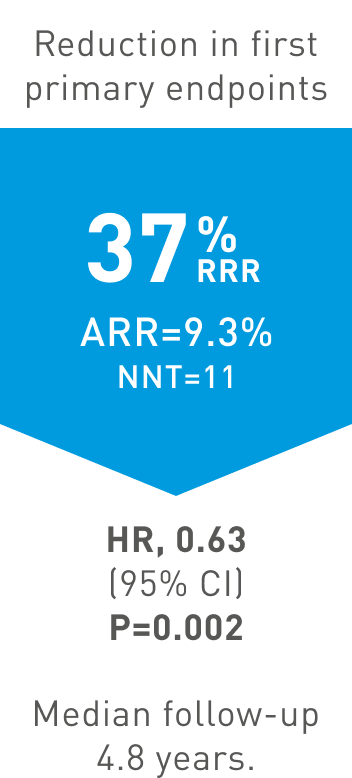 Reduction in first
primary endpoints
37%
RRR
ARR=9.3%
NNT=11
HR, 0.63
(95% CI)
P=0.002
Median follow-up
4.8 years.